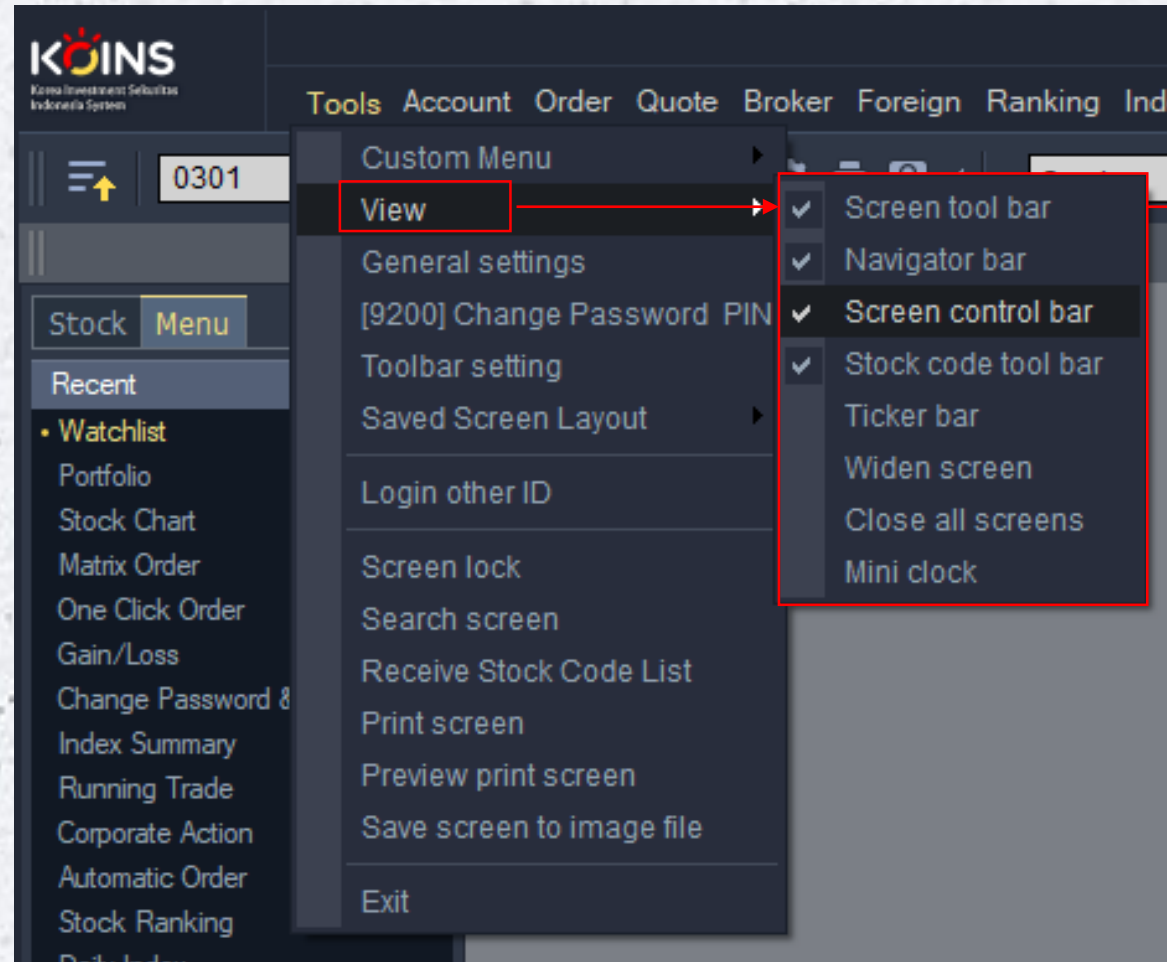 KOINS
Korea Investment Sekuritas
Indonesia System
Tools Account Order Quote Broker Foreign Ranking Ind
0301
Stock Menu
Recent
• Watchlist
Portfolio
Stock Chart
Matrix Order
One Click Order
Gain/Loss
Change Password &
Index Summary
Running Trade
Corporate Action
Automatic Order
Stock Ranking
Custom Menu
View
General settings
[9200] Change Password PIN
Toolbar setting
Saved Screen Layout
Login other ID
Screen lock
Search screen
Receive Stock Code List
Print screen
Preview print screen
Save screen to image file
Exit
Screen tool bar
Navigator bar
Screen control bar
Stock code tool bar
Ticker bar
Widen screen
Close all screens
Mini clock